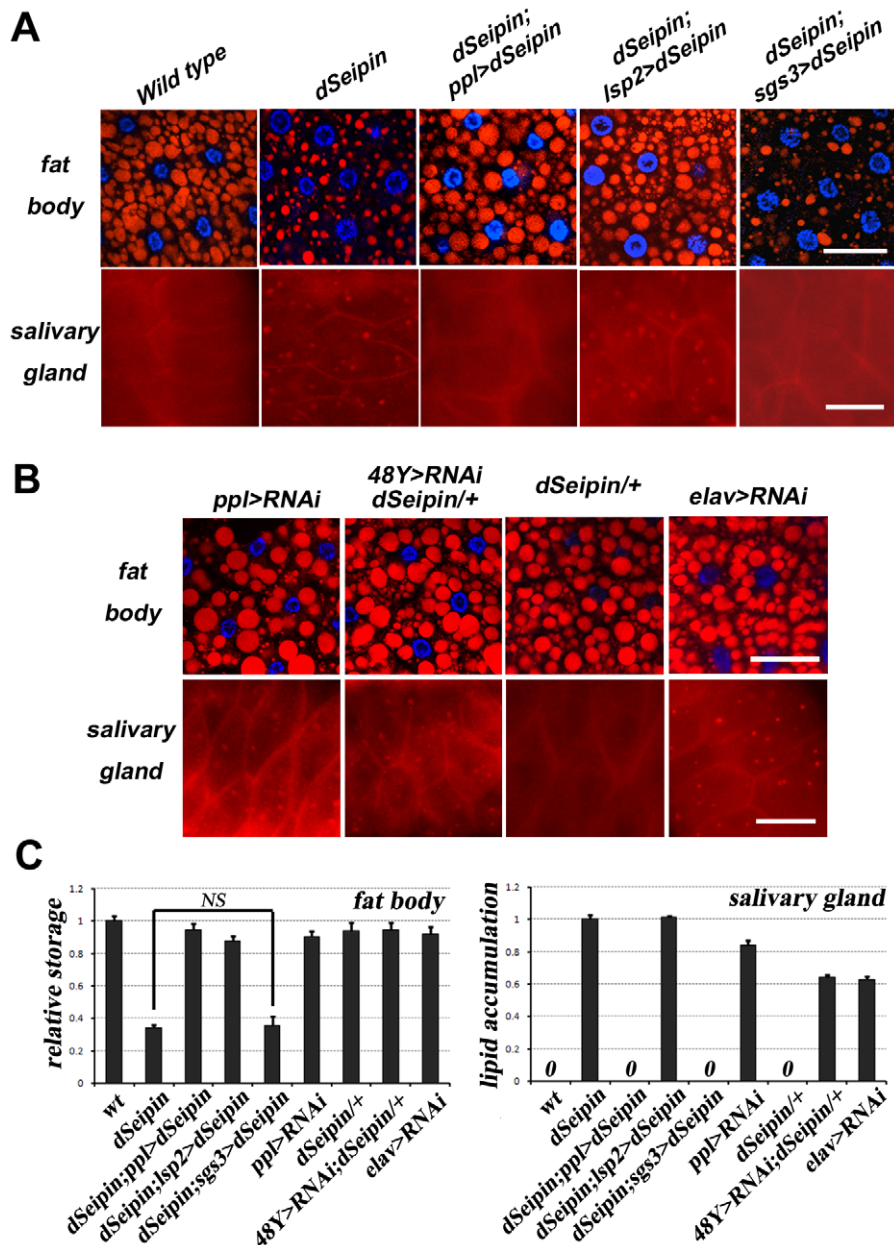 A
Wild type
dSeipin
dSeipin;
ppl>dSeipin
dSeipin;
lsp2>dSeipin
dSeipin;
sgs3>dSeipin
fat
body
salivary
gland
B
ppl>RNAi
48Y>RNAi
dSeipin/+
dSeipin/+
elav>RNAi
fat
body
salivary
gland
C
relative storage
1.2
1
0.8
0.6
0.4
0.2
0
NS
fat body
wt
dSeipin
dSeipin;ppl>dSeipin
dSeipin;lsp2>dSeipin
dSeipin;sgs3>dSeipin
ppl>RNAi
dSeipin/+
48Y>RNAi;dSeipin/+
elav>RNAi
lipid accumulation
1.2
1
0.8
0.6
0.4
0.2
0
salivary gland
0
0
0
0
wt
dSeipin
dSeipin;ppl>dSeipin
dSeipin;lsp2>dSeipin
dSeipin;sgs3>dSeipin
ppl>RNAi
dSeipin/+
48Y>RNAi;dSeipin/+
elav>RNAi